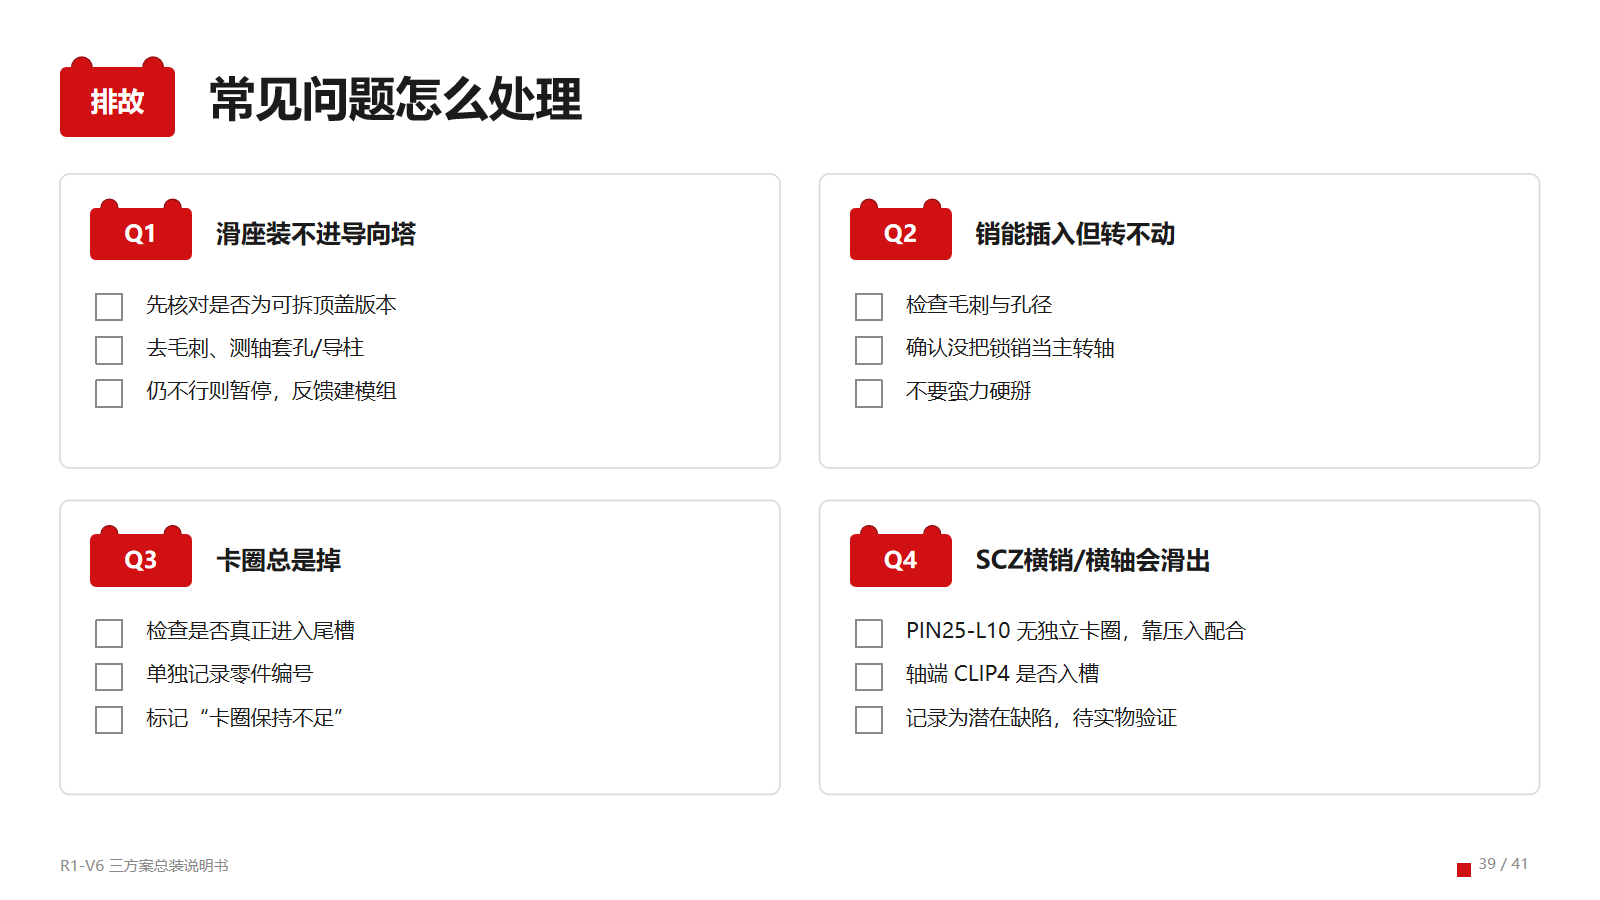 排故
常见问题怎么处理
Q1
滑座装不进导向塔
先核对是否为可拆顶盖版本
去毛刺、测轴套孔/导柱
仍不行则暂停，反馈建模组
Q2
销能插入但转不动
检查毛刺与孔径
确认没把锁销当主转轴
不要蛮力硬掰
Q3
卡圈总是掉
检查是否真正进入尾槽
单独记录零件编号
标记“卡圈保持不足”
Q4
SCZ横销/横轴会滑出
PIN25-L10 无独立卡圈，靠压入配合
轴端 CLIP4 是否入槽
记录为潜在缺陷，待实物验证
R1-V6 三方案总装说明书
39 / 41